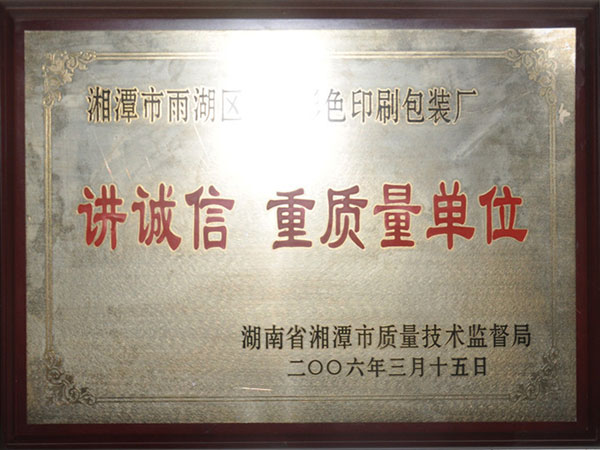 湘潭市雨湖区 色印刷包装厂
讲诚信 重质量单位
湖南省湘潭市质量技术监督局
二〇〇六年三月十五日